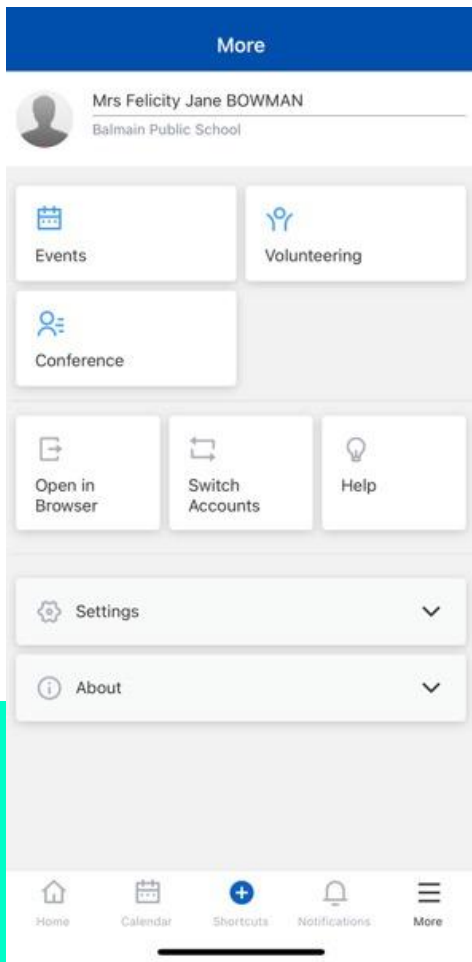 More
Mrs Felicity Jane BOWMAN
Balmain Public School
Events
Volunteering
Conference
Open in
Browser
Switch
Accounts
Help
Settings
About
Home
Calendar
Shortcuts
Notifications
More